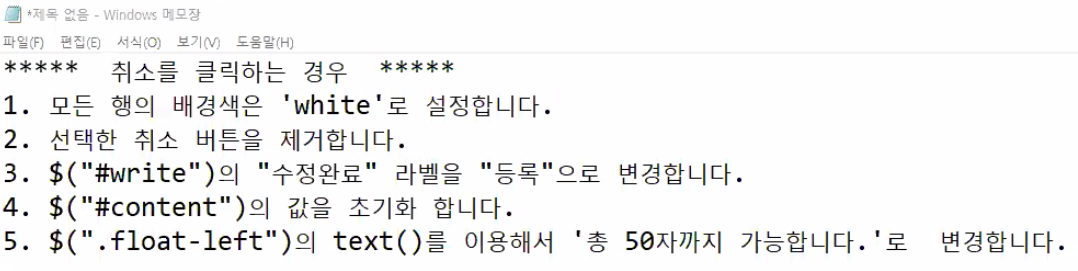 *제목 없음 - Windows 메모장
파일(F) 편집(E) 서식(O) 보기(V) 도움말(H)
***** 취소를 클릭하는 경우 *****
1. 모든 행의 배경색은 'white'로 설정합니다.
2. 선택한 취소 버튼을 제거합니다.
3. $("#write")의 "수정완료" 라벨을 "등록"으로 변경합니다.
4. $("#content")의 값을 초기화 합니다.
5. $(".float-left")의 text()를 이용해서 '총 50자까지 가능합니다.'로 변경합니다.